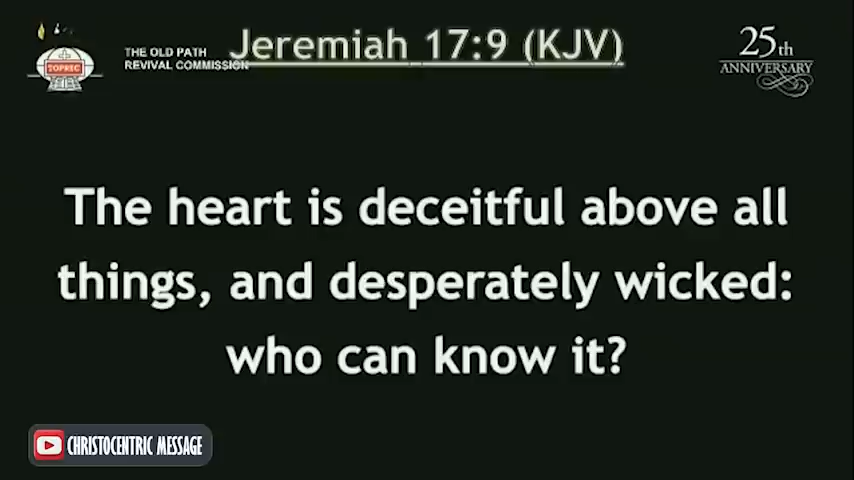 Jeremiah 17:9 (KJV)
THE OLD PATH
REVIVAL COMMISSION
TOPREC
25th
ANNIVERSARY
The heart is deceitful above all
things, and desperately wicked:
who can know it?
CHRISTOCENTRIC MESSAGE